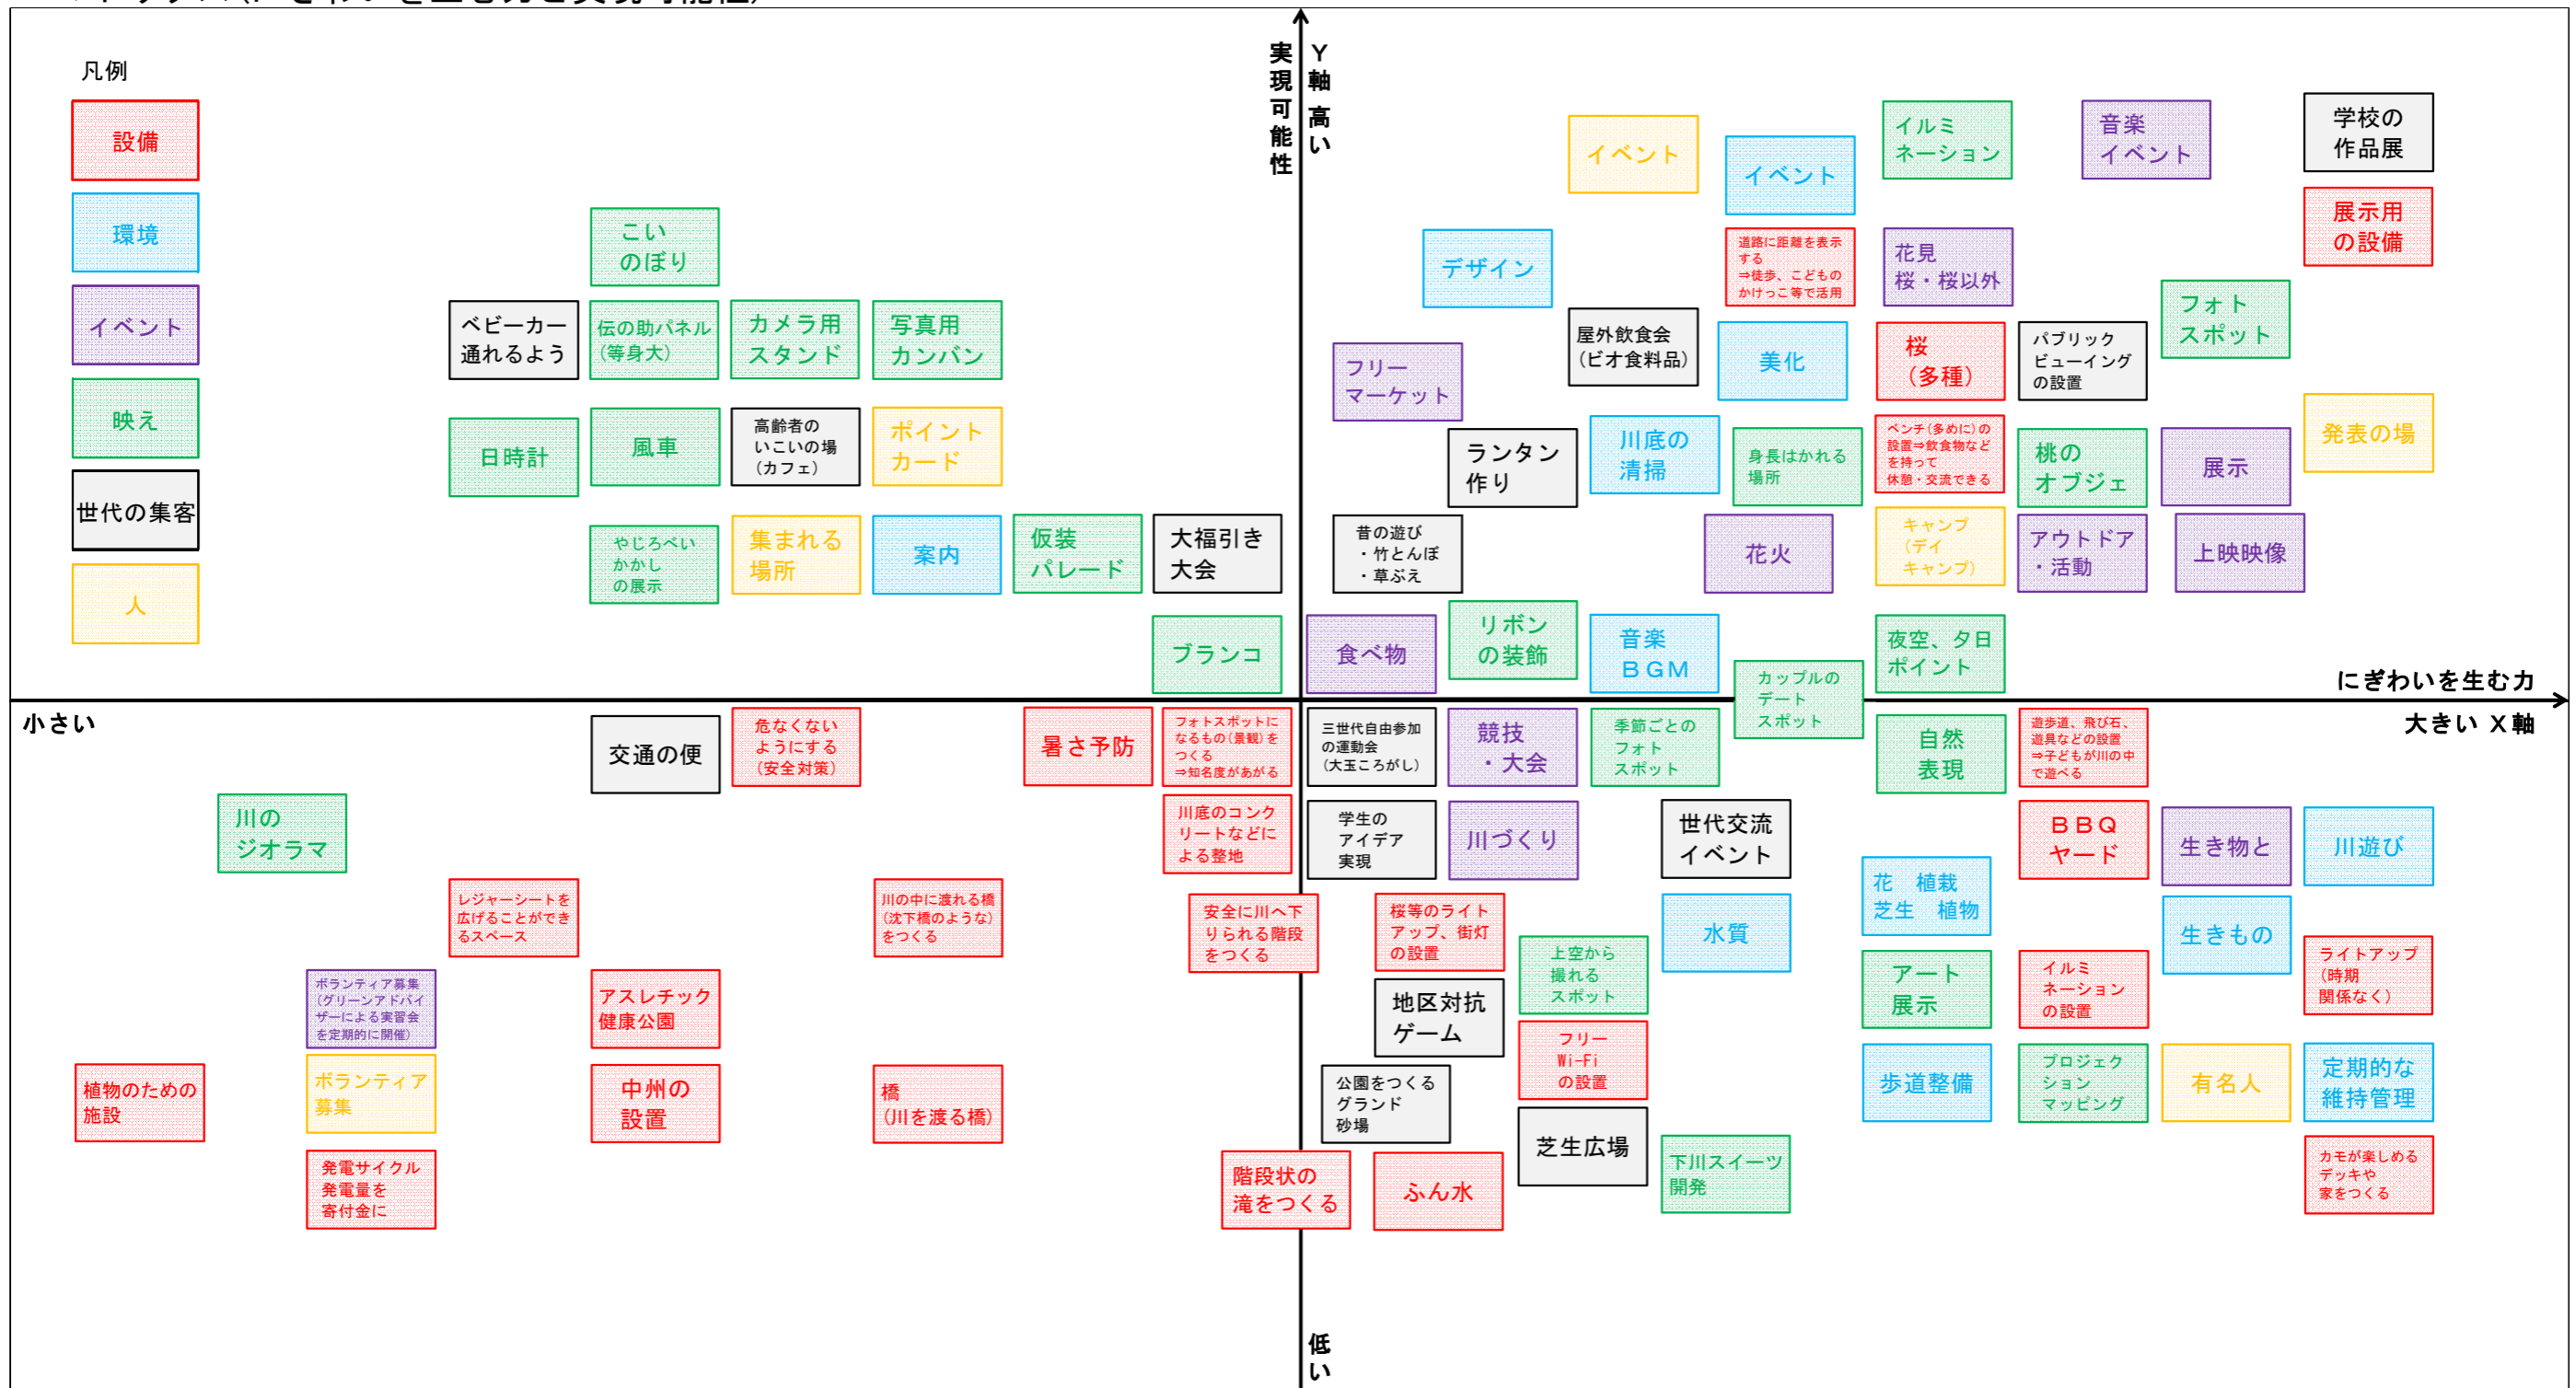 凡例
設備
環境
イベント
映え
世代の集客
人
実現可能性
Y軸 高い
低い
小さい
にぎわいを生む力
大きい X軸
こい
のぼり
ベビーカー
通れるよう
伝の助パネル
(等身大)
カメラ用
スタンド
写真用
カンバン
日時計
風車
高齢者の
いこいの場
(カフェ)
ポイント
カード
やじろべい
かかし
の展示
集まれる
場所
案内
仮装
パレード
大福引き
大会
ブランコ
イベント
イベント
イルミ
ネーション
音楽
イベント
学校の
作品展
展示用
の設備
デザイン
道路に距離を表示
する
⇒徒歩、こどもの
かけっこ等で活用
花見
桜・桜以外
フォト
スポット
屋外飲食会
(ビオ食料品)
美化
桜
(多種)
パブリック
ビューイング
の設置
フリー
マーケット
発表の場
ランタン
作り
川底の
清掃
身長はかれる
場所
ベンチ(多めに)の
設置⇒飲食物など
を持って
休憩・交流できる
桃の
オブジェ
展示
昔の遊び
・竹とんぼ
・草ぶえ
花火
キャンプ
(デイ
キャンプ)
アウトドア
・活動
上映映像
食べ物
リボン
の装飾
音楽
BGM
カップルの
デート
スポット
夜空、夕日
ポイント
交通の便
危なくない
ようにする
(安全対策)
暑さ予防
フォトスポットに
なるもの(景観)を
つくる
⇒知名度があがる
川の
ジオラマ
川底のコンク
リートなどに
よる整地
レジャーシートを
広げることができ
るスペース
川の中に渡れる橋
(沈下橋のような)
をつくる
安全に川へ下
りられる階段
をつくる
ボランティア募集
(グリーンアドバイ
ザーによる実習会
を定期的に開催)
アスレチック
健康公園
植物のための
施設
ボランティア
募集
中州の
設置
橋
(川を渡る橋)
発電サイクル
発電量を
寄付金に
階段状の
滝をつくる
三世代自由参加
の運動会
(大玉ころがし)
競技
・大会
季節ごとの
フォト
スポット
自然
表現
遊歩道、飛び石、
遊具などの設置
⇒子どもが川の中
で遊べる
学生の
アイデア
実現
川づくり
世代交流
イベント
BBQ
ヤード
生き物と
川遊び
花 植栽
芝生 植物
桜等のライト
アップ、街灯
の設置
水質
生きもの
上空から
撮れる
スポット
アート
展示
イルミ
ネーション
の設置
ライトアップ
(時期
関係なく)
地区対抗
ゲーム
フリー
Wi-Fi
の設置
公園をつくる
グランド
砂場
歩道整備
プロジェク
ション
マッピング
有名人
定期的な
維持管理
芝生広場
下川スイーツ
開発
ふん水
カモが楽しめる
デッキや
家をつくる